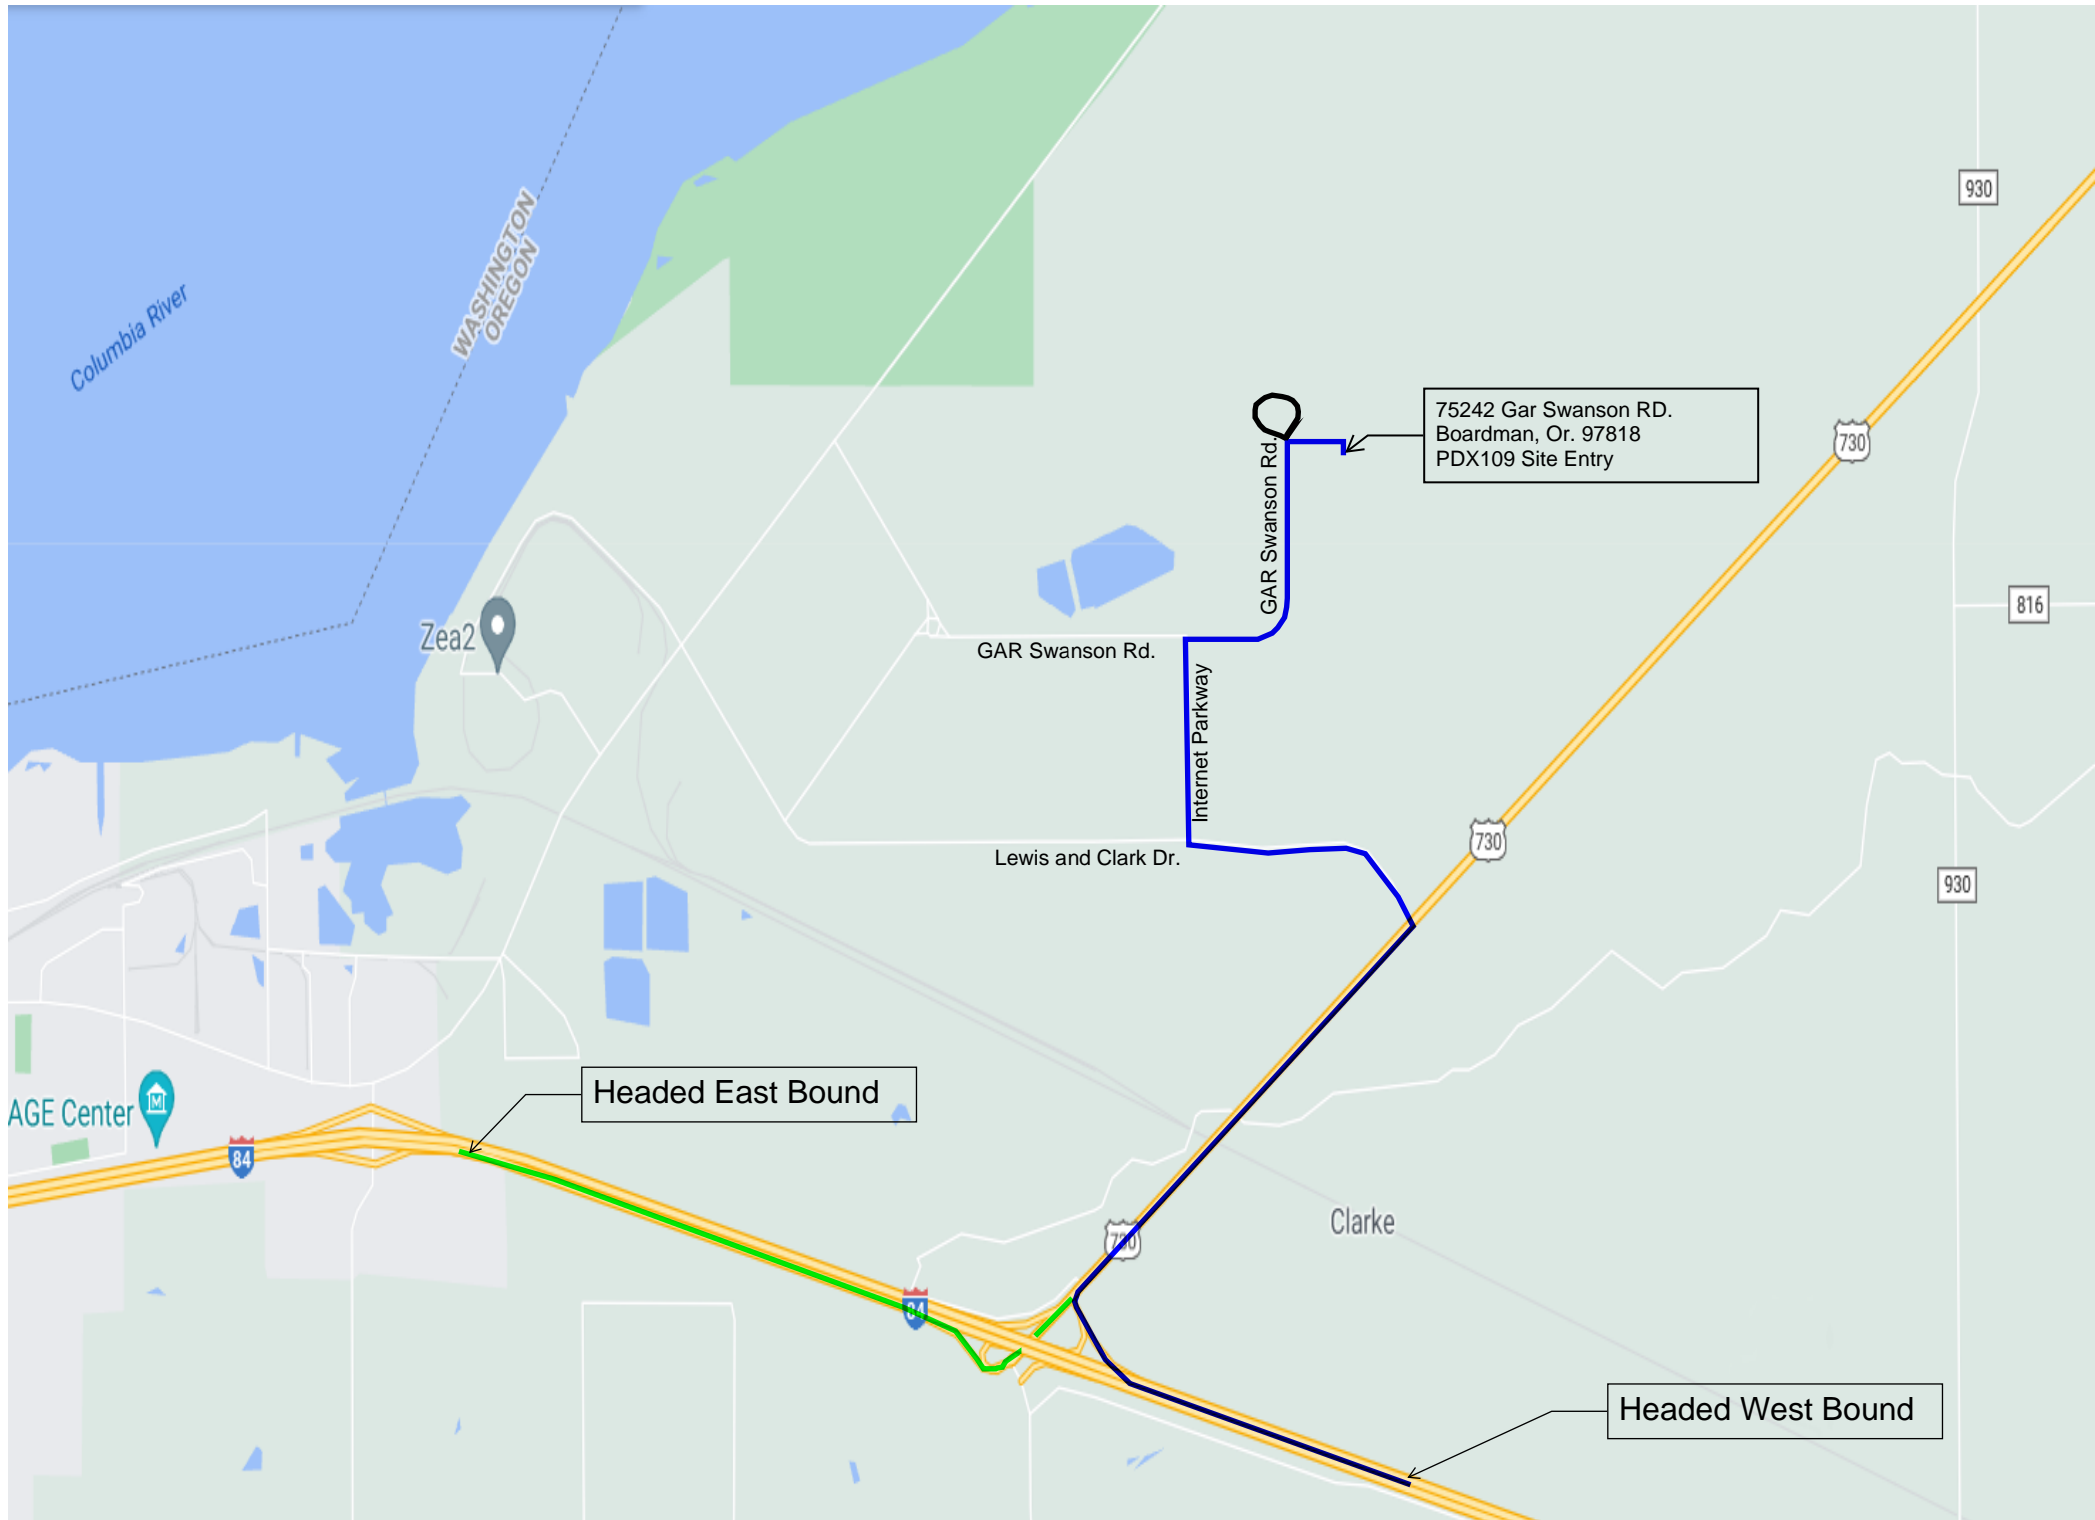 WASHINGTON
OREGON
Columbia River
930
730
75242 Gar Swanson RD.
Boardman, Or. 97818
PDX109 Site Entry
GAR Swanson Rd.
816
Zea2
GAR Swanson Rd.
Internet Parkway
730
Lewis and Clark Dr.
930
Headed East Bound
AGE Center
M
84
730
Clarke
84
Headed West Bound